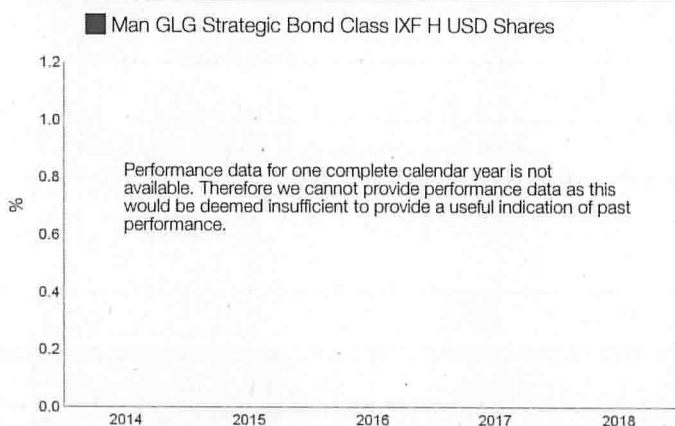 Man GLG Strategic Bond Class IXF H USD Shares
1.2
1.0
0.8
0.6
0.4
0.2
0.0
%
Performance data for one complete calendar year is not
available. Therefore we cannot provide performance data as this
would be deemed insufficient to provide a useful indication of past
performance.
2014 2015 2016 2017 2018